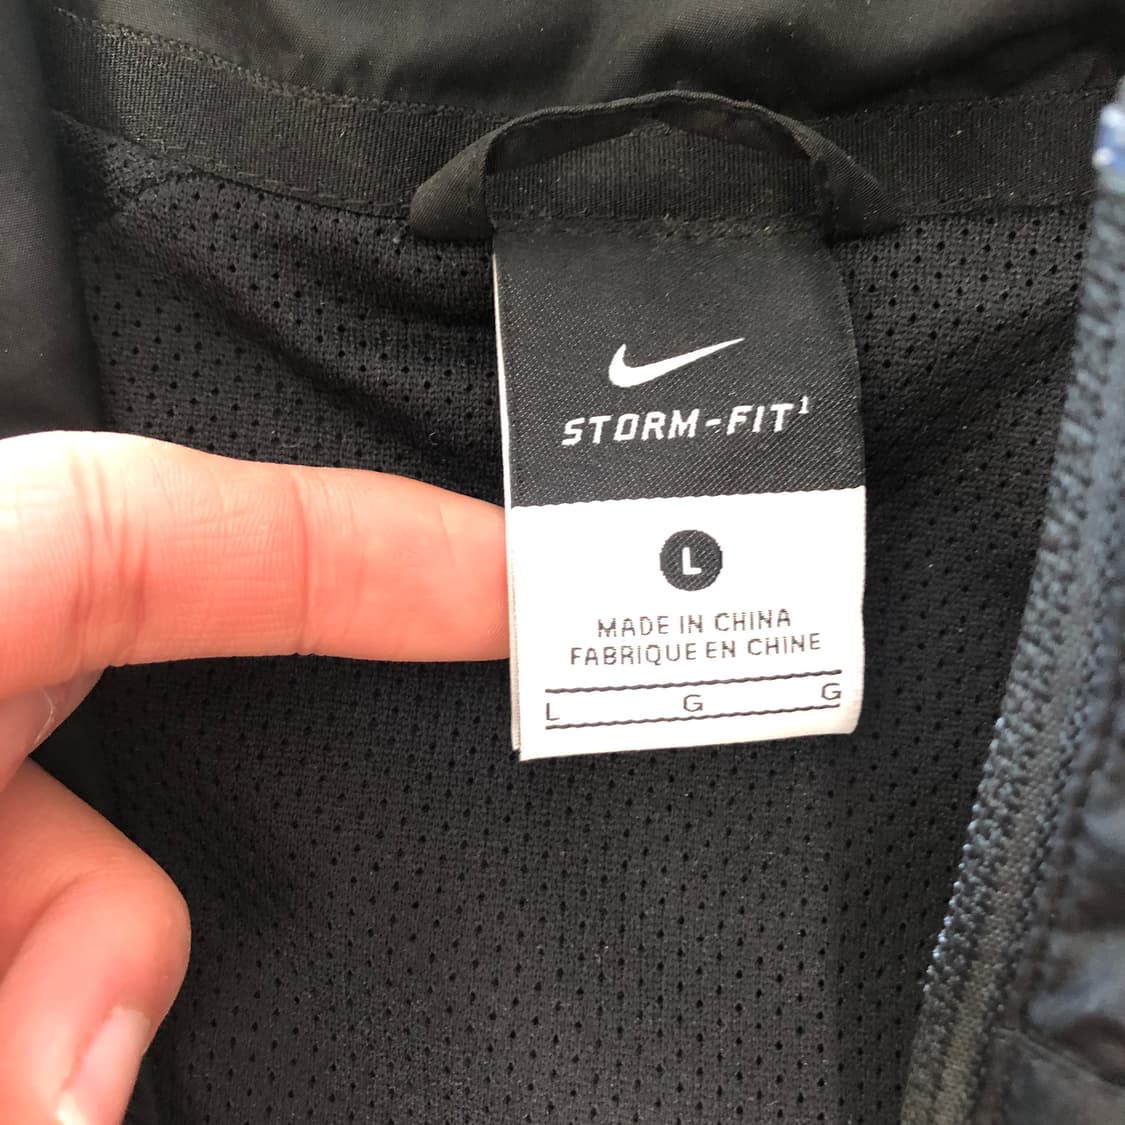 STORM-FIT¹
L
MADE IN CHINA
FABRIQUE EN CHINE
L G G